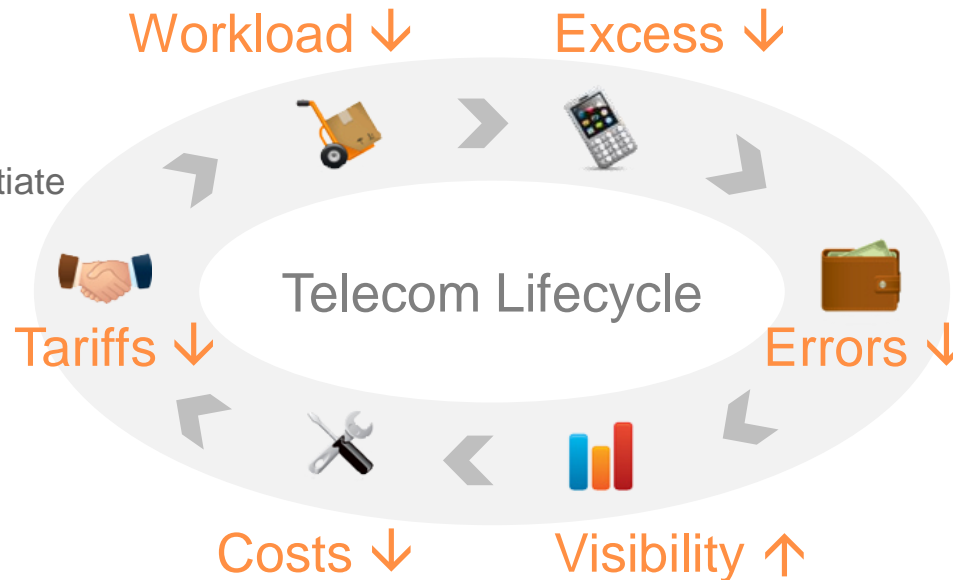 Workload ↓
Excess ↓
tiate
Telecom Lifecycle
Tariffs ↓
Errors ↓
Costs ↓
Visibility ↑